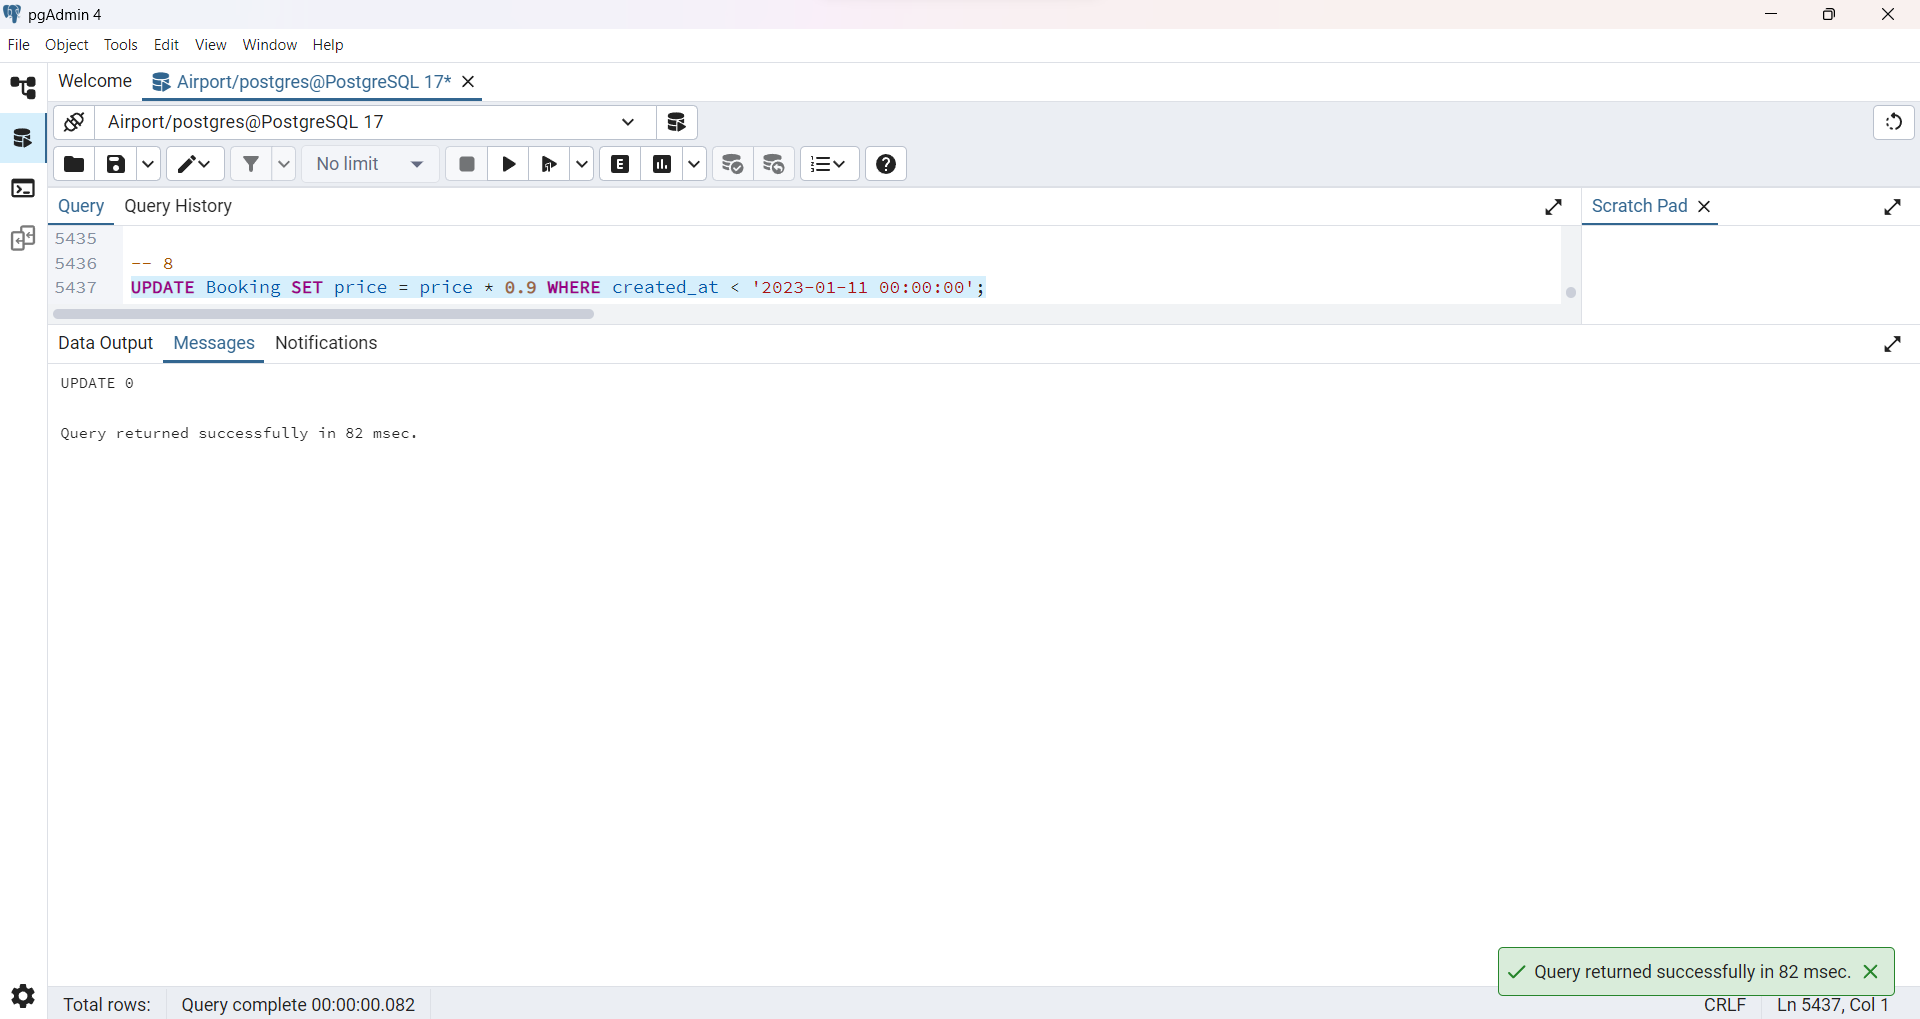 pgAdmin 4
File Object Tools Edit View Window Help
Welcome Airport/postgres@PostgreSQL 17*
Airport/postgres@PostgreSQL 17
No limit
Query Query History Scratch Pad
5435
5436 -- 8
5437 UPDATE Booking SET price = price * 0.9 WHERE created_at < '2023-01-11 00:00:00';
Data Output Messages Notifications
UPDATE 0
Query returned successfully in 82 msec.
Query returned successfully in 82 msec.
Total rows: Query complete 00:00:00.082 CRLF Ln 5437, Col 1